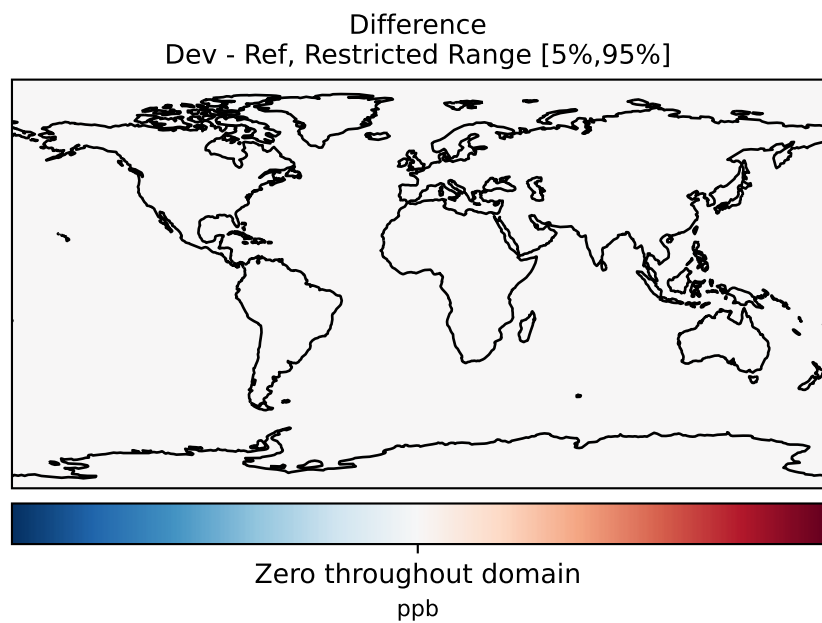 Difference
Dev - Ref, Restricted Range [5%,95%]
Zero throughout domain
ppb